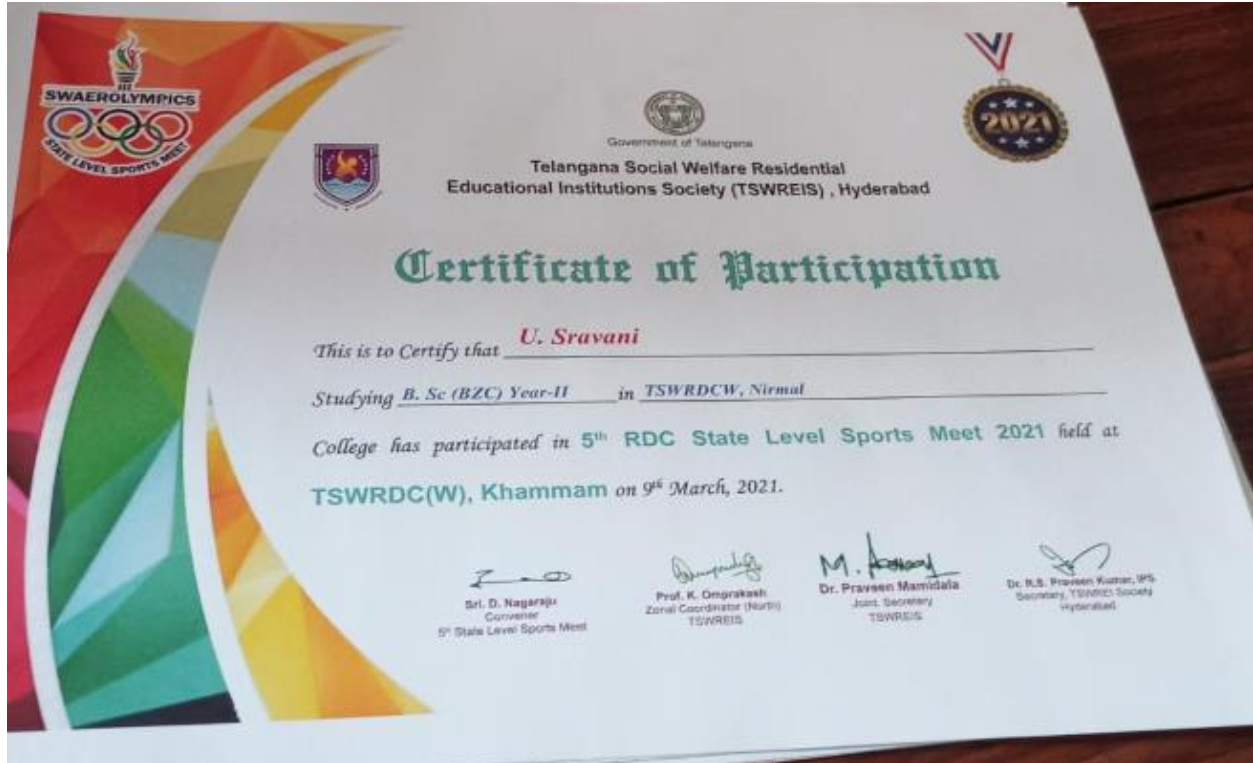 SWAEROLYMPICS
STATE LEVEL SPORTS MEET
2021
Government of Telangana
Telangana Social Welfare Residential
Educational Institutions Society (TSWREIS) , Hyderabad
Certificate of Participation
This is to Certify that U. Sravani
Studying B. Sc (BZC) Year-II in TSWRDCW, Nirmal
College has participated in 5th RDC State Level Sports Meet 2021 held at
TSWRDC(W), Khammam on 9th March, 2021.
Sri. D. Nagaraju
Convener
5th State Level Sports Meet
Prof. K. Omprakash
Zonal Coordinator (North)
TSWREIS
M.
Dr. Praveen Mamidala
Joint. Secretary
TSWREIS
Dr. R.S. Praveen Kumar, IPS
Secretary, TSWREI Society
Hyderabad